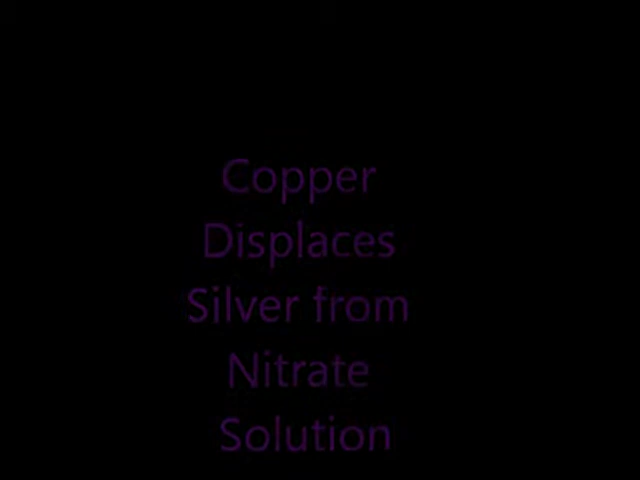 Copper
Displaces
Silver from
Nitrate
Solution